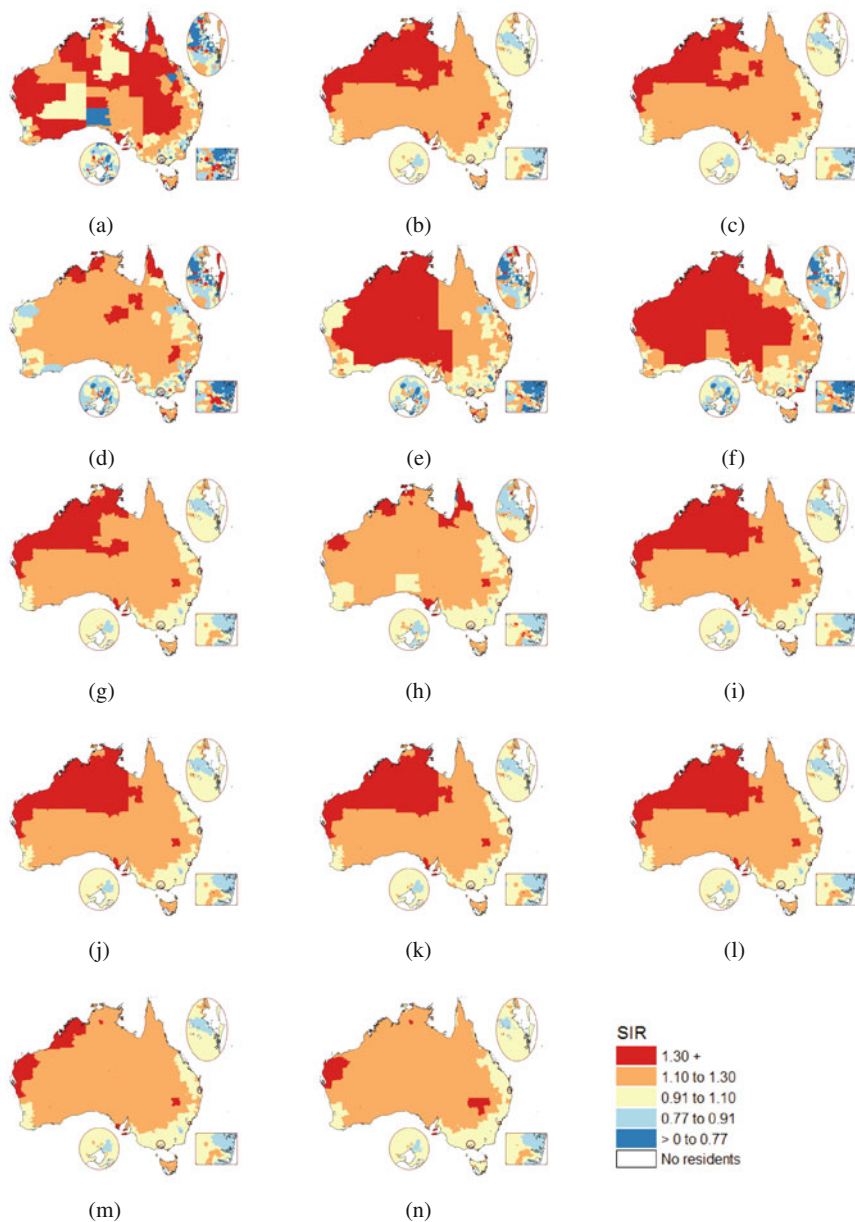 (a) (b) (c)
(d) (e) (f)
(g) (h) (i)
(j) (k) (l)
SIR
1.30 +
1.10 to 1.30
0.91 to 1.10
0.77 to 0.91
> 0 to 0.77
No residents
(m) (n)